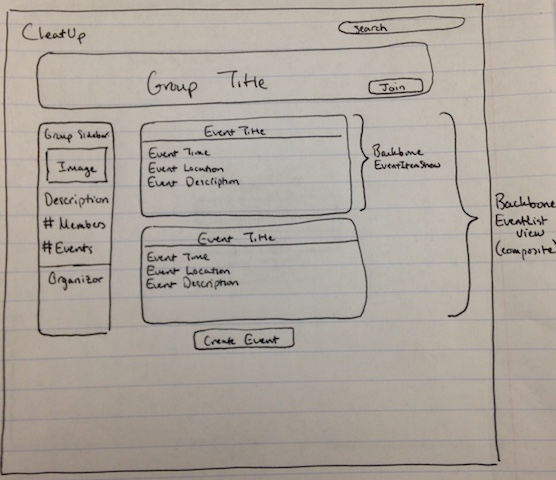 CleatUp
Search
Group Title
Join
Group Sidebar
Image
Description
# Members
# Events
Organizor
Event Title
Event Time
Event Location
Event Description
Backbone
EventItemShow
Event Title
Event Time
Event Location
Event Description
Create Event
Backbone
EventList
View
(composite)